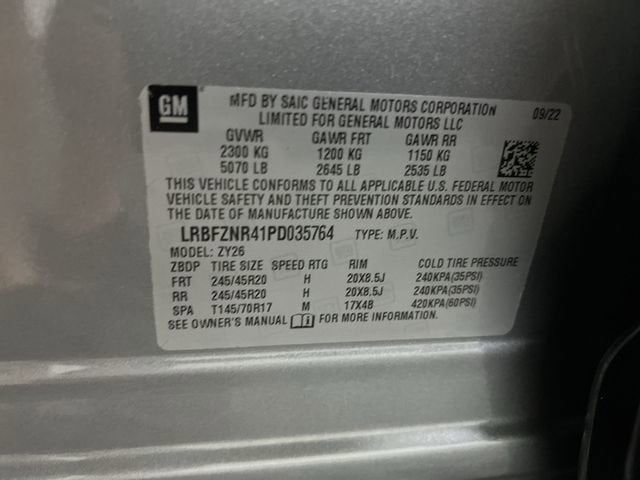 GM
MFD BY SAIC GENERAL MOTORS CORPORATION
LIMITED FOR GENERAL MOTORS LLC
09/22
GVWR GAWR FRT GAWR RR
2300 KG 1200 KG 1150 KG
5070 LB 2645 LB 2535 LB
THIS VEHICLE CONFORMS TO ALL APPLICABLE U.S. FEDERAL MOTOR
VEHICLE SAFETY AND THEFT PREVENTION STANDARDS IN EFFECT ON
THE DATE OF MANUFACTURE SHOWN ABOVE.
LRBFZNR41PD035764 TYPE: M.P.V.
MODEL: ZY26
ZBDP TIRE SIZE SPEED RTG RIM COLD TIRE PRESSURE
FRT 245/45R20 H 20X8.5J 240KPA(35PSI)
RR 245/45R20 H 20X8.5J 240KPA(35PSI)
SPA T145/70R17 M 17X4B 420KPA(60PSI)
SEE OWNER'S MANUAL FOR MORE INFORMATION.